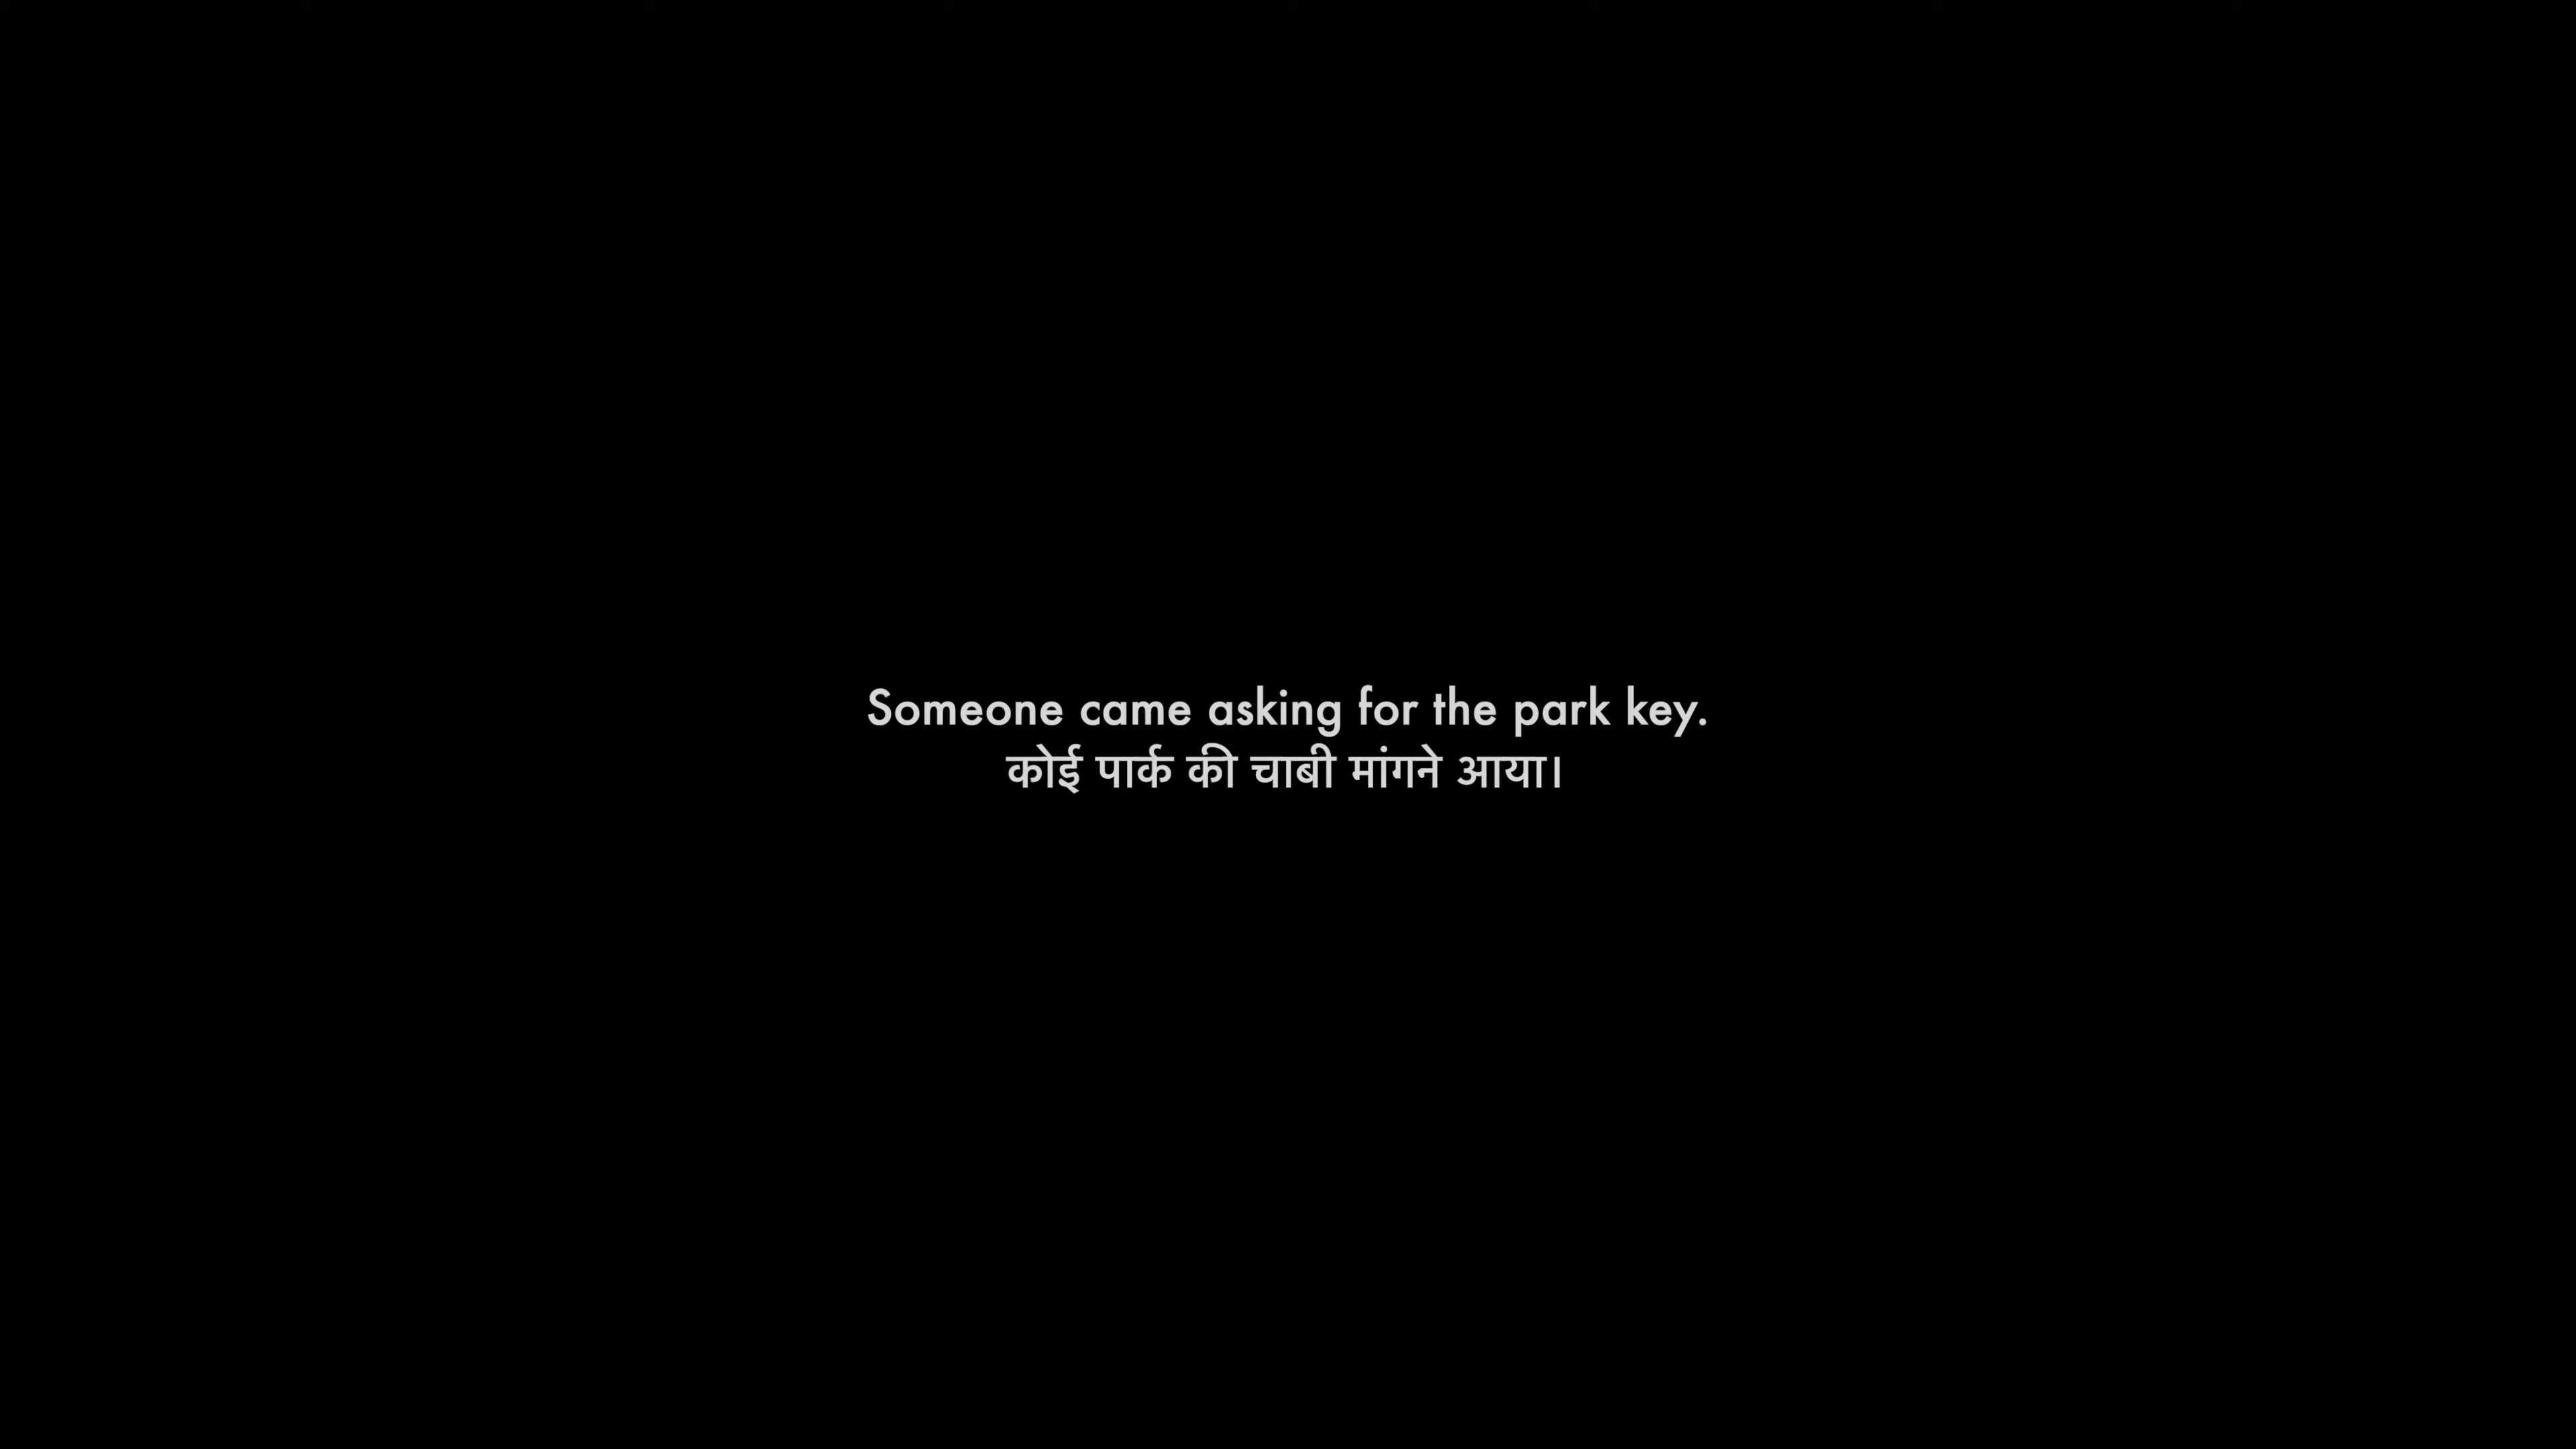 Someone came asking for the park key.
कोई पार्क की चाबी मांगने आया।